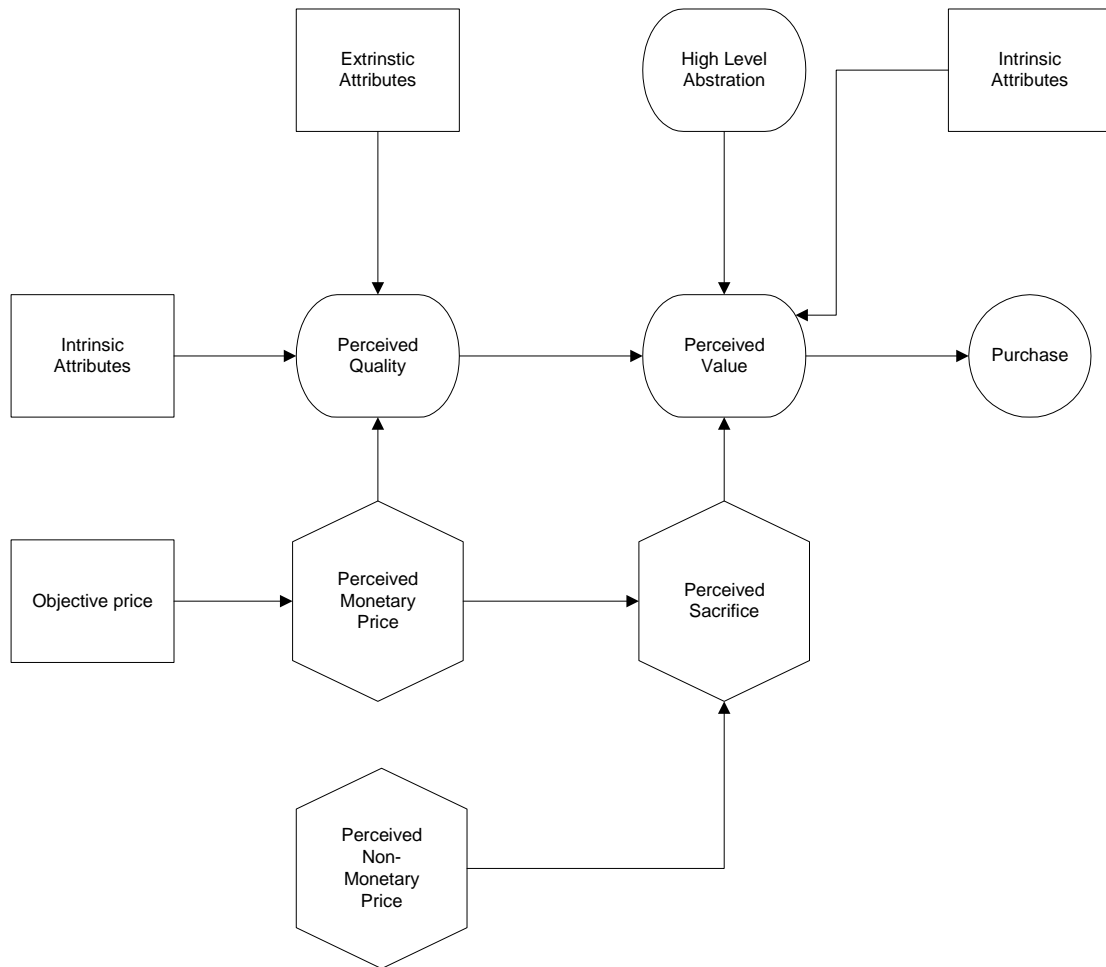 Extrinstic
Attributes
High Level
Abstration
Intrinsic
Attributes
Intrinsic
Attributes
Perceived
Quality
Perceived
Value
Purchase
Objective price
Perceived
Monetary
Price
Perceived
Sacrifice
Perceived
Non-
Monetary
Price